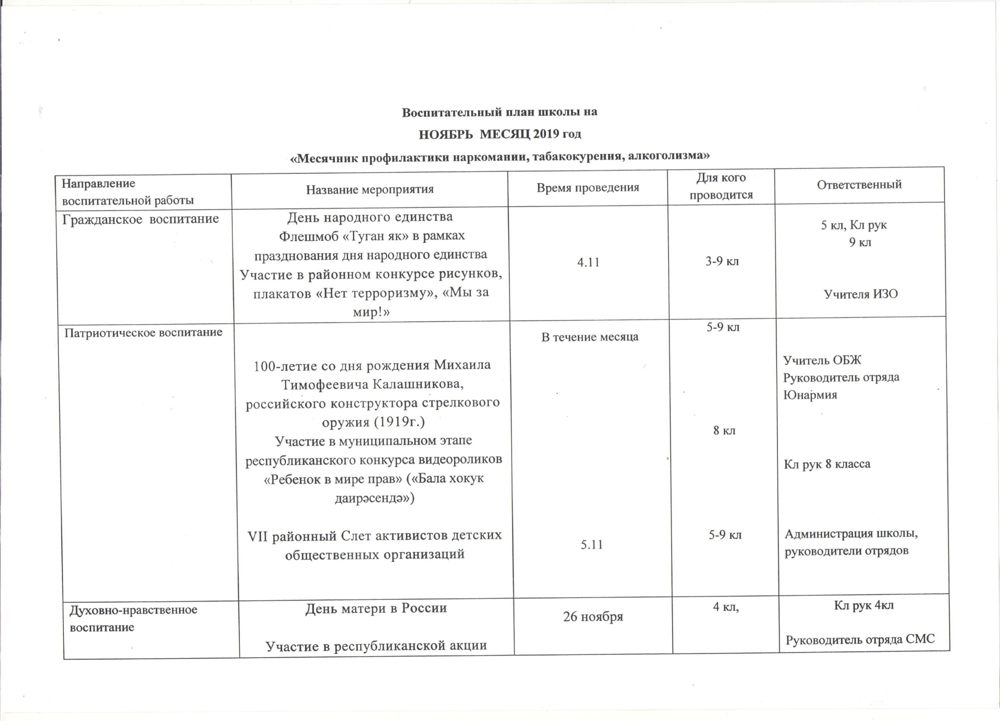 Воспитательный план школы на
НОЯБРЬ МЕСЯЦ 2019 год
«Месячник профилактики наркомании, табакокурения, алкоголизма»
Направление
воспитательной работы
Название мероприятия
Время проведения
Для кого
проводится
Ответственный
Гражданское воспитание
День народного единства
Флешмоб «Туган як» в рамках
празднования дня народного единства
Участие в районном конкурсе рисунков,
плакатов «Нет терроризму», «Мы за
мир!»
4.11
3-9 кл
5 кл, Кл рук
9 кл
Учителя ИЗО
Патриотическое воспитание
100-летие со дня рождения Михаила
Тимофеевича Калашникова,
российского конструктора стрелкового
оружия (1919г.)
Участие в муниципальном этапе
республиканского конкурса видеороликов
«Ребенок в мире прав» («Бала хокук
даирәсендә»)
VII районный Слет активистов детских
общественных организаций
В течение месяца
5.11
5-9 кл
8 кл
5-9 кл
Учитель ОБЖ
Руководитель отряда
Юнармия
Кл рук 8 класса
Администрация школы,
руководители отрядов
Духовно-нравственное
воспитание
День матери в России
Участие в республиканской акции
26 ноября
4 кл,
Кл рук 4кл
Руководитель отряда СМС